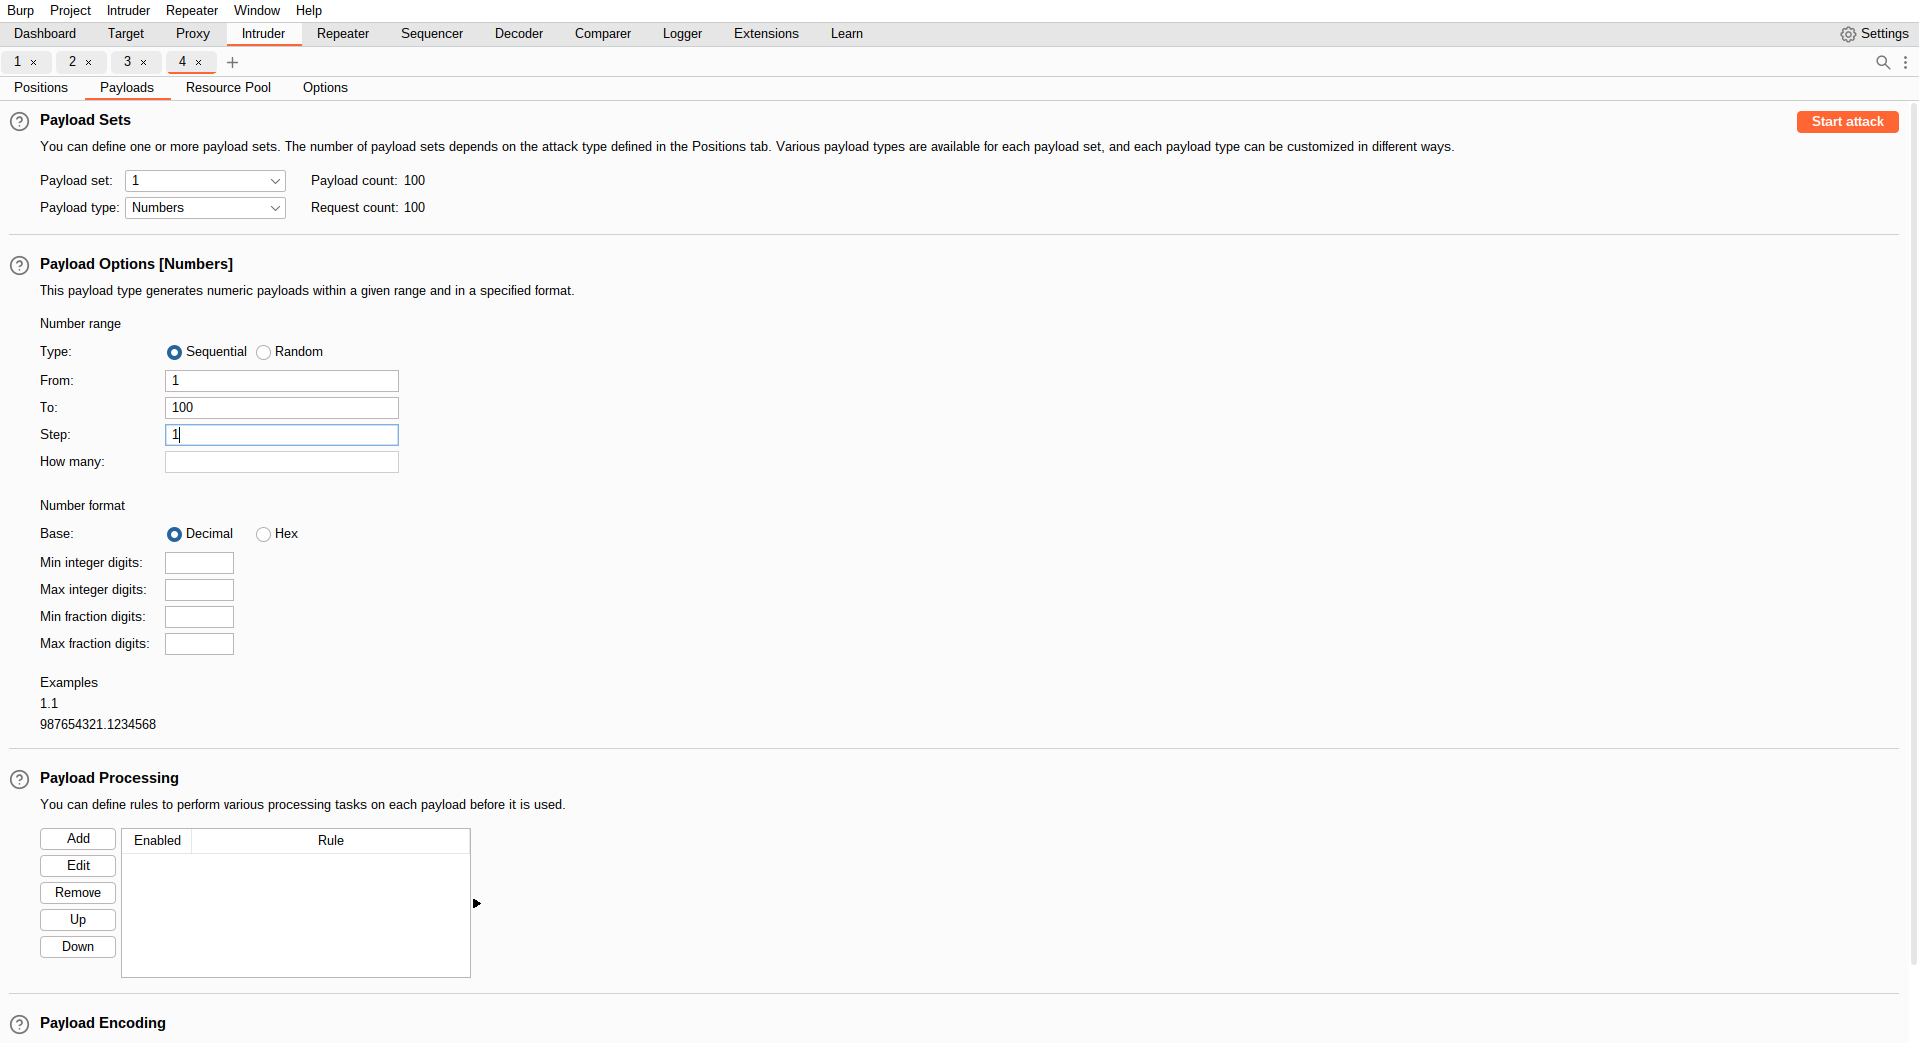 Burp Project Intruder Repeater Window Help
Dashboard Target Proxy Intruder Repeater Sequencer Decoder Comparer Logger Extensions Learn Settings
1 × 2 × 3 × 4 × +
Positions Payloads Resource Pool Options
? Payload Sets Start attack
You can define one or more payload sets. The number of payload sets depends on the attack type defined in the Positions tab. Various payload types are available for each payload set, and each payload type can be customized in different ways.
Payload set: 1 Payload count: 100
Payload type: Numbers Request count: 100
? Payload Options [Numbers]
This payload type generates numeric payloads within a given range and in a specified format.
Number range
Type: Sequential Random
From: 1
To: 100
Step: 1
How many:
Number format
Base: Decimal Hex
Min integer digits:
Max integer digits:
Min fraction digits:
Max fraction digits:
Examples
1.1
987654321.1234568
? Payload Processing
You can define rules to perform various processing tasks on each payload before it is used.
Add Enabled Rule
Edit
Remove
Up
Down
? Payload Encoding